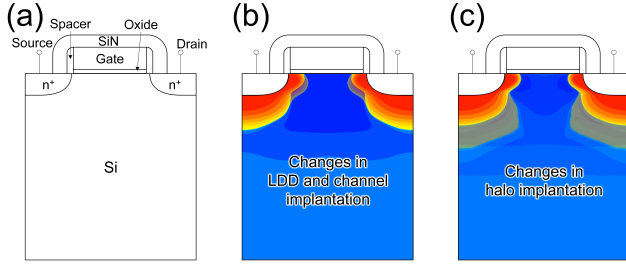 (a)
Spacer
Oxide
Source
SiN
Drain
Gate
n+
n+
Si
(b)
Changes in
LDD and channel
implantation
(c)
Changes in
halo implantation